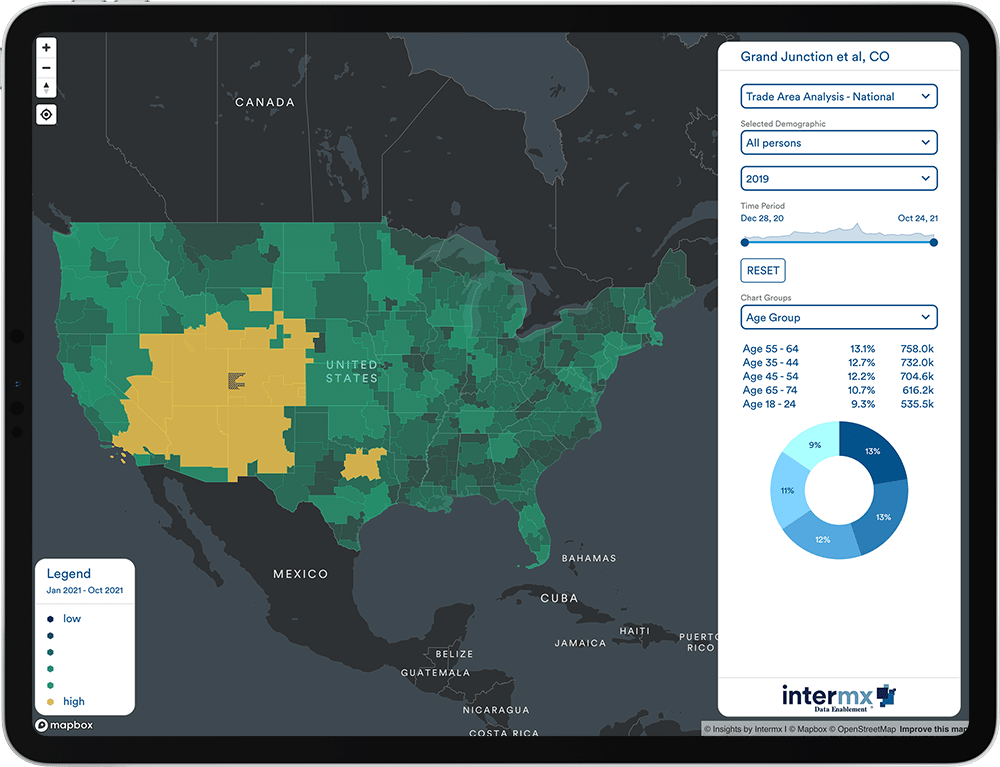 Grand Junction et al, CO
Trade Area Analysis - National
Selected Demographic
All persons
2019
Time Period
Dec 28, 20 Oct 24, 21
RESET
Chart Groups
Age Group
Age 55 - 64 13.1% 758.0k
Age 35 - 44 12.7% 732.0k
Age 45 - 54 12.2% 704.6k
Age 65 - 74 10.7% 616.2k
Age 18 - 24 9.3% 535.5k
9%
13%
11%
13%
12%
intermx
Data Enablement
CANADA
UNITED
STATES
MEXICO
BAHAMAS
CUBA
HAITI
JAMAICA
PUERTO
RICO
BELIZE
GUATEMALA
NICARAGUA
COSTA RICA
Legend
Jan 2021 - Oct 2021
low
high
mapbox
© Insights by Intermx I © Mapbox © OpenStreetMap Improve this map